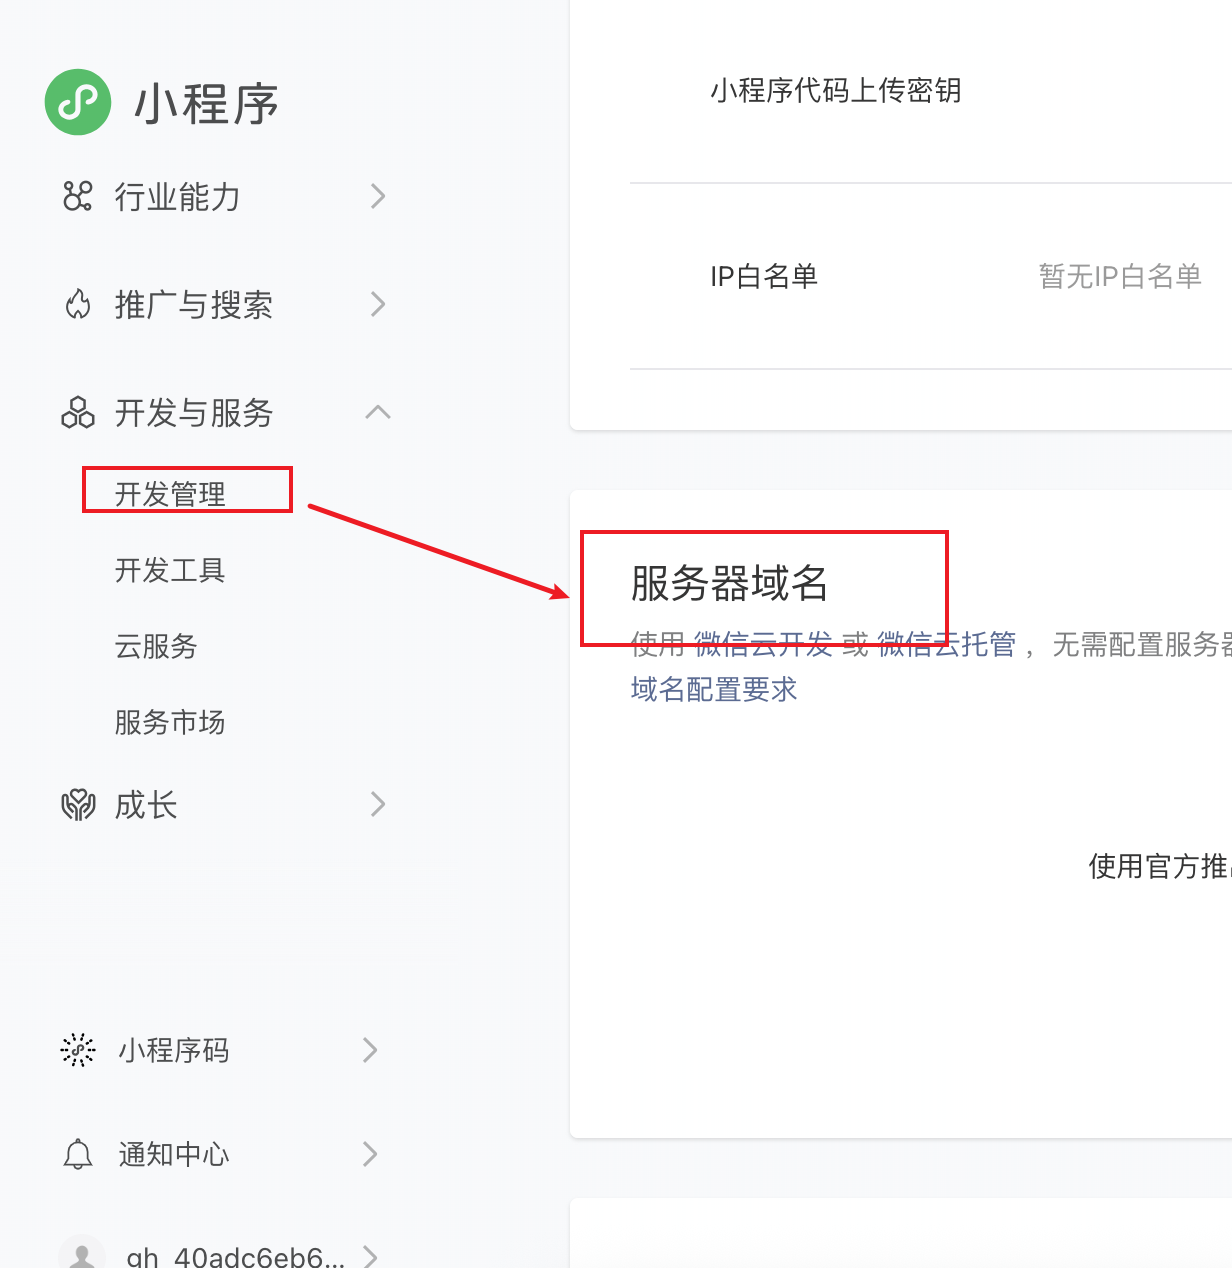 小程序
行业能力
推广与搜索
开发与服务
开发管理
开发工具
云服务
服务市场
成长
小程序码
通知中心
gh_40adc6eb6...
小程序代码上传密钥
IP白名单
暂无IP白名单
服务器域名
使用 微信云开发 或 微信云托管 ，无需配置服务器
域名配置要求
使用官方推